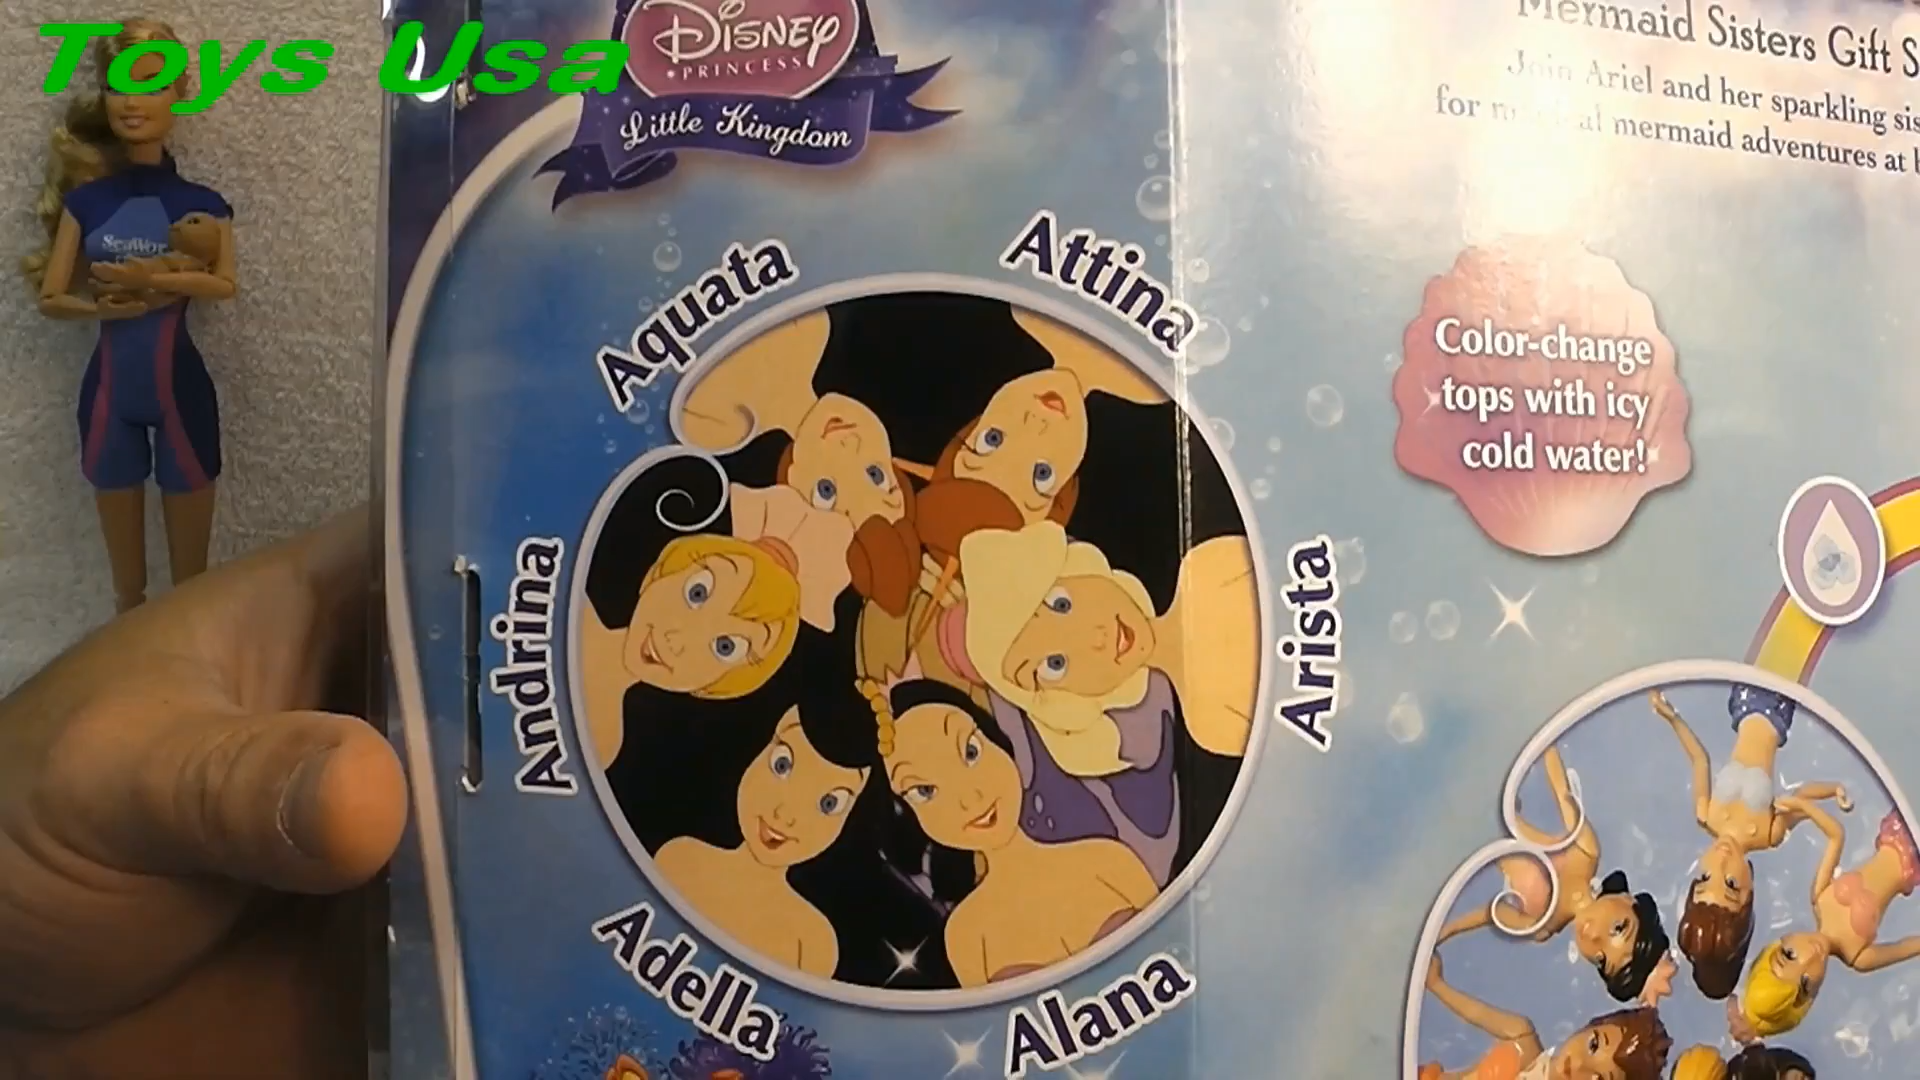 Toys Usa
SeaWor
DISNEY
PRINCESS
Little Kingdom
Mermaid Sisters Gift S
Join Ariel and her sparkling sis
for mermaid adventures at
Aquata
Attina
Andrina
Arista
Adella
Alana
Color-change
tops with icy
cold water!